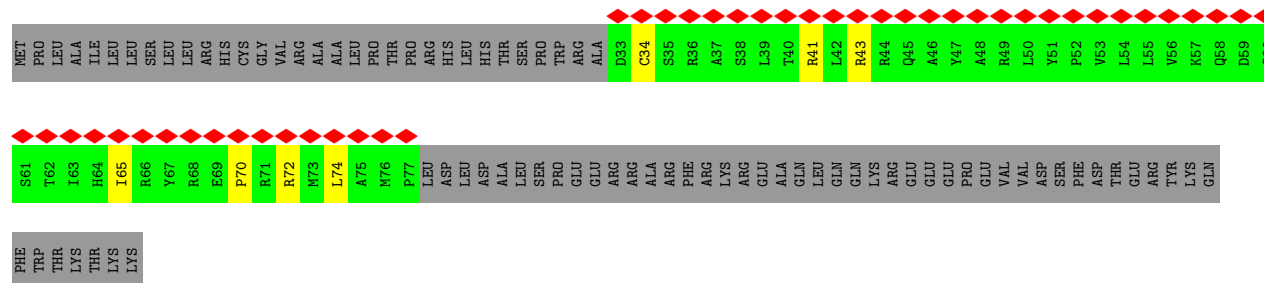 MET PRO LEU ALA ILE LEU LEU SER LEU LEU ARG HIS CYS GLY VAL ARG ALA ALA LEU PRO THR PRO ARG HIS LEU HIS THR SER PRO TRP ARG ALA D33 C34 S35 R36 A37 S38 L39 T40 R41 L42 R43 R44 Q45 A46 Y47 A48 R49 L50 Y51 P52 V53 L54 L55 V56 K57 Q58 D59
S61 T62 I63 H64 I65 R66 Y67 R68 E69 P70 R71 R72 M73 L74 A75 M76 P77 LEU ASP LEU ASP ALA LEU SER PRO GLU GLU ARG ARG ALA ARG PHE ARG LYS ARG GLU ALA GLN LEU GLN GLN LYS ARG GLU GLU GLU PRO GLU VAL VAL ASP SER PHE ASP THR GLU ARG TYR LYS GLN
PHE TRP THR LYS THR LYS LYS